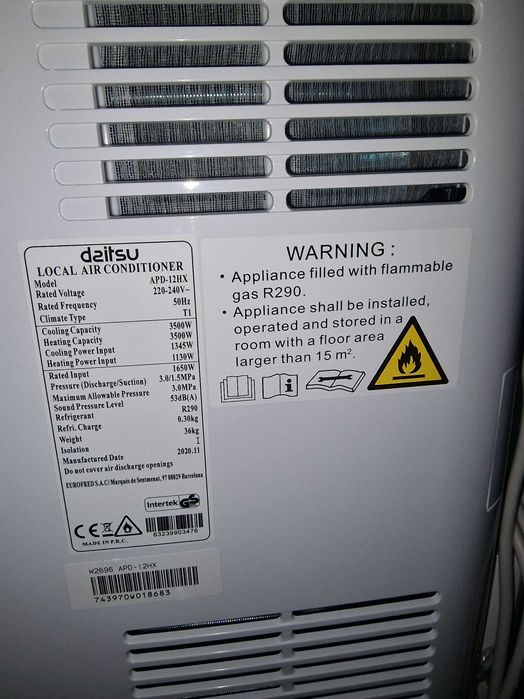 daitsu
LOCAL AIR CONDITIONER
Model APD-12HX
Rated Voltage 220-240V~
Rated Frequency 50Hz
Climate Type T1
Cooling Capacity 3500W
Heating Capacity 3500W
Cooling Power Input 1345W
Heating Power Input 1130W
Rated Input 1650W
Pressure (Discharge/Suction) 3.0/1.5MPa
Maximum Allowable Pressure 3.0MPa
Sound Pressure Level 53dB(A)
Refrigerant R290
Refri. Charge 0.30kg
Weight 36kg
Isolation I
Manufactured Date 2020.11
Do not cover air discharge openings
EUROFRED S.A.C/ Marqués de Sentmenat, 97 08029 Barcelona
Intertek GS
CE
63239903476
MADE IN P.R.C.
W2696 APD-12HX
743970W018683
WARNING :
• Appliance filled with flammable
gas R290.
• Appliance shall be installed,
operated and stored in a
room with a floor area
larger than 15 m².